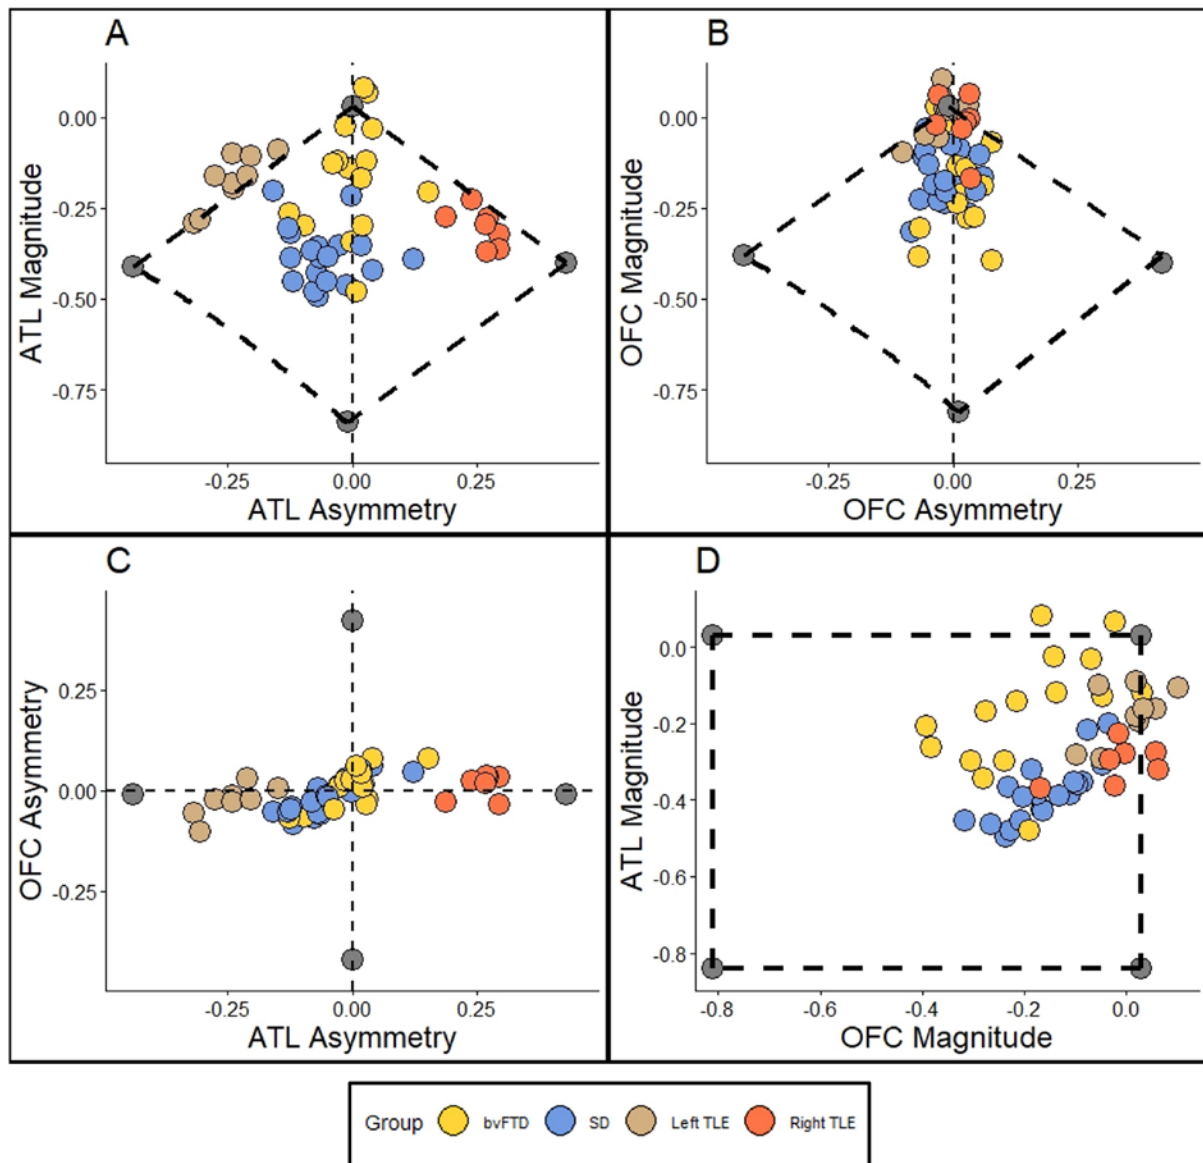 A
ATL Magnitude
0.00
-0.25
-0.50
-0.75
-0.25
0.00
0.25
ATL Asymmetry
B
OFC Magnitude
0.00
-0.25
-0.50
-0.75
-0.25
0.00
0.25
OFC Asymmetry
C
OFC Asymmetry
0.25
0.00
-0.25
-0.25
0.00
0.25
ATL Asymmetry
D
ATL Magnitude
0.0
-0.2
-0.4
-0.6
-0.8
-0.8
-0.6
-0.4
-0.2
0.0
OFC Magnitude
Group bvFTD SD Left TLE Right TLE